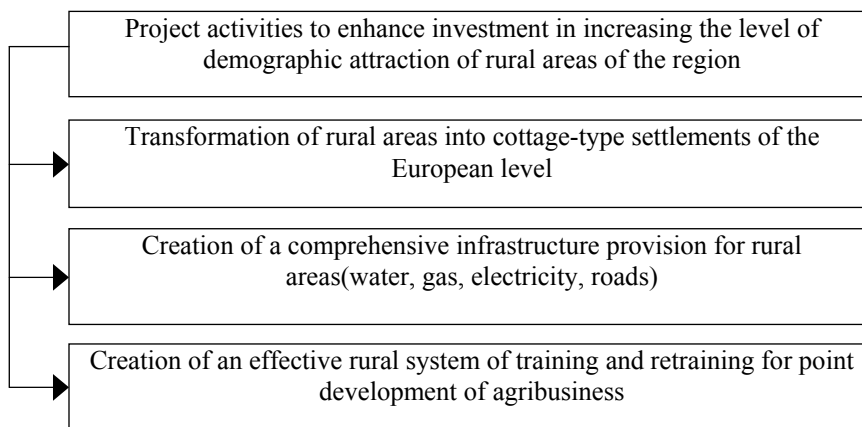 Project activities to enhance investment in increasing the level of
demographic attraction of rural areas of the region
Transformation of rural areas into cottage-type settlements of the
European level
Creation of a comprehensive infrastructure provision for rural
areas(water, gas, electricity, roads)
Creation of an effective rural system of training and retraining for point
development of agribusiness